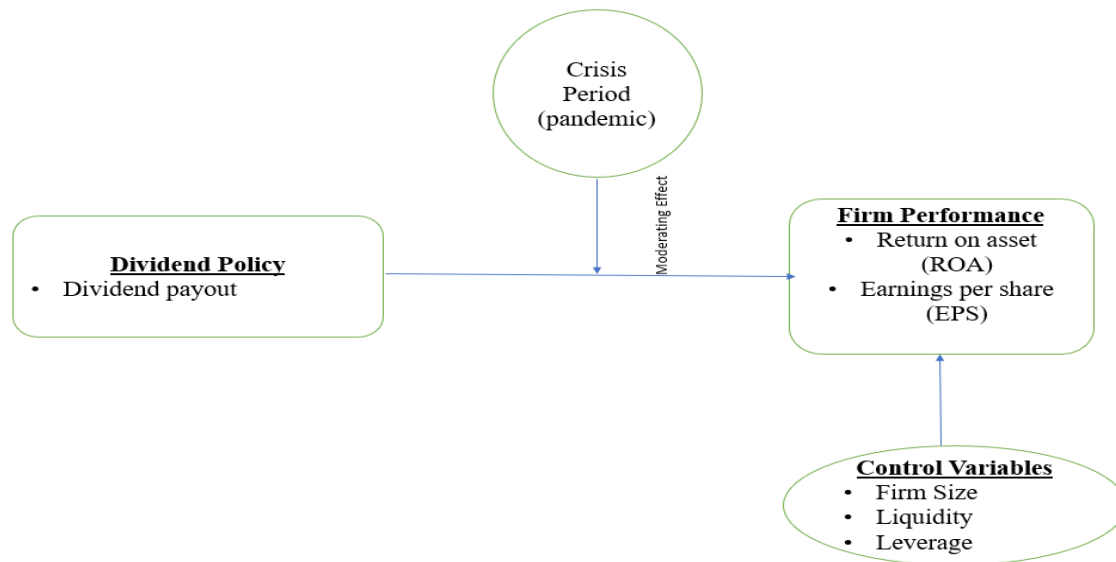 Crisis
Period
(pandemic)
Moderating Effect
Dividend Policy
• Dividend payout
Firm Performance
• Return on asset
(ROA)
• Earnings per share
(EPS)
Control Variables
• Firm Size
• Liquidity
• Leverage